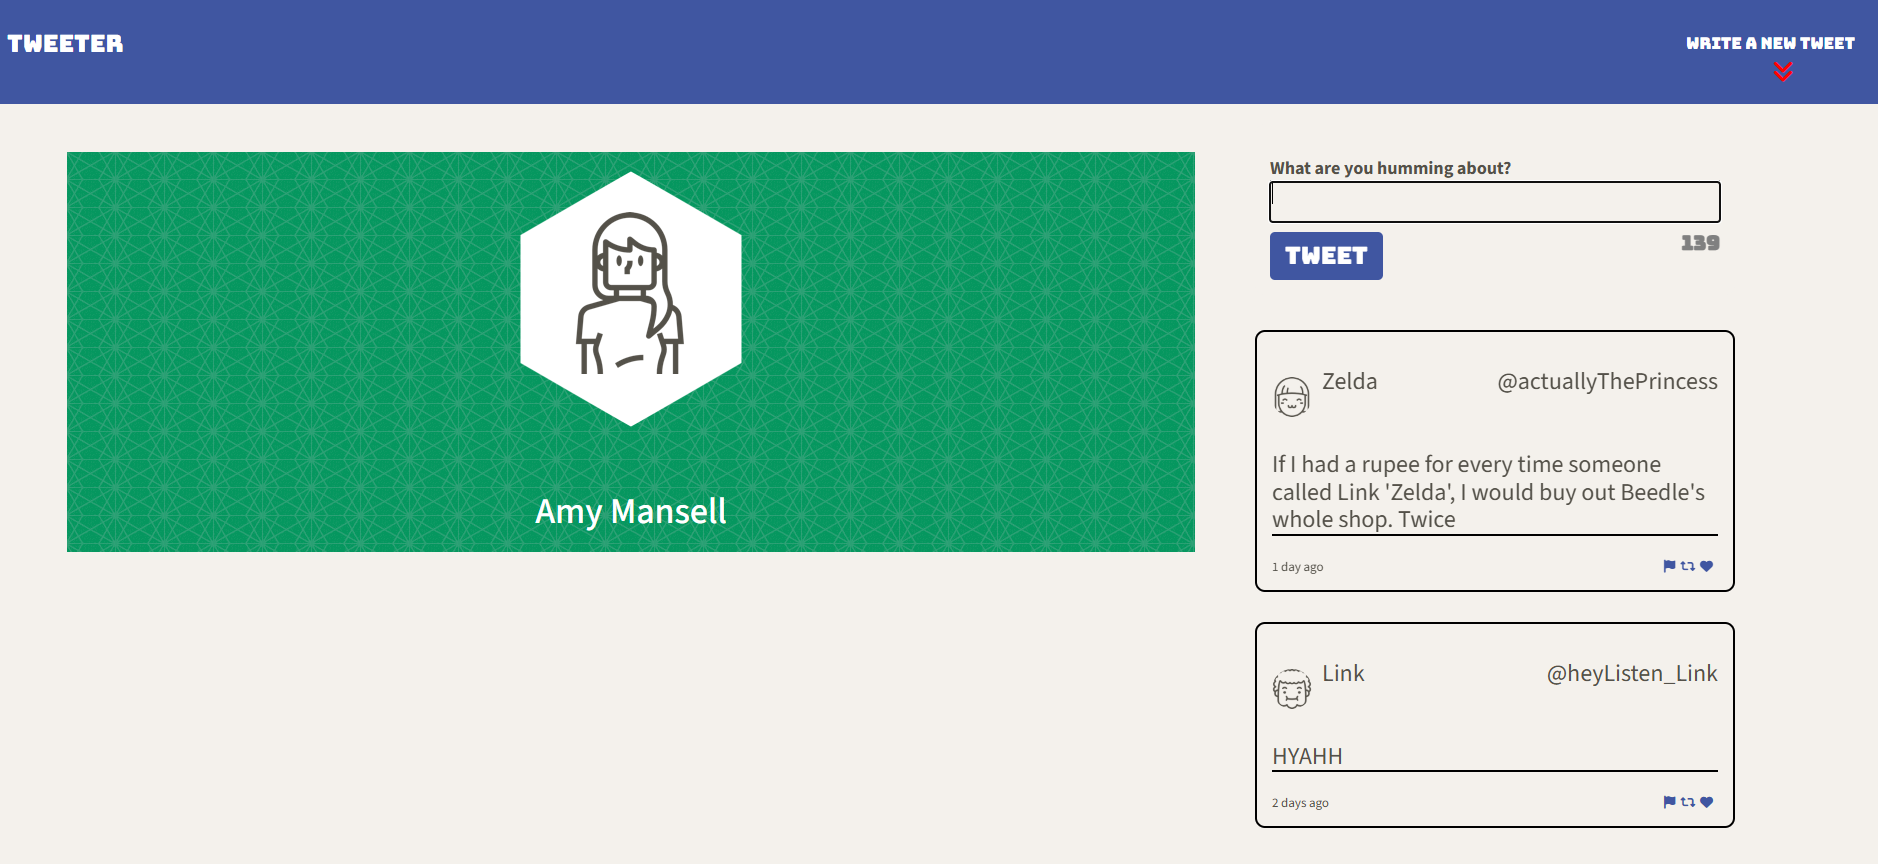 TWEETER
WRITE A NEW TWEET
Amy Mansell
What are you humming about?
TWEET
139
Zelda
@actuallyThePrincess
If I had a rupee for every time someone
called Link 'Zelda', I would buy out Beedle's
whole shop. Twice
1 day ago
Link
@heyListen_Link
HYAHH
2 days ago